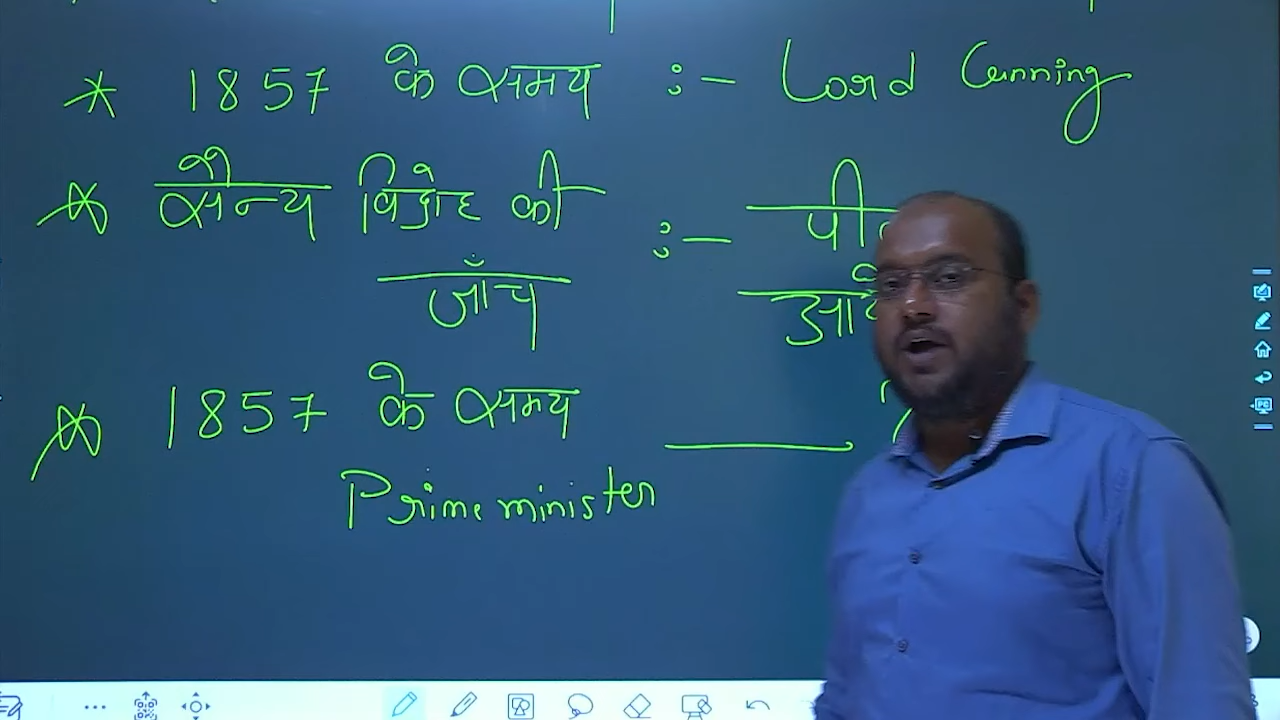 * 1857 के समय :- Lord Canning
* सैन्य विद्रोह की :-
जाँच
* 1857 के समय
Prime minister